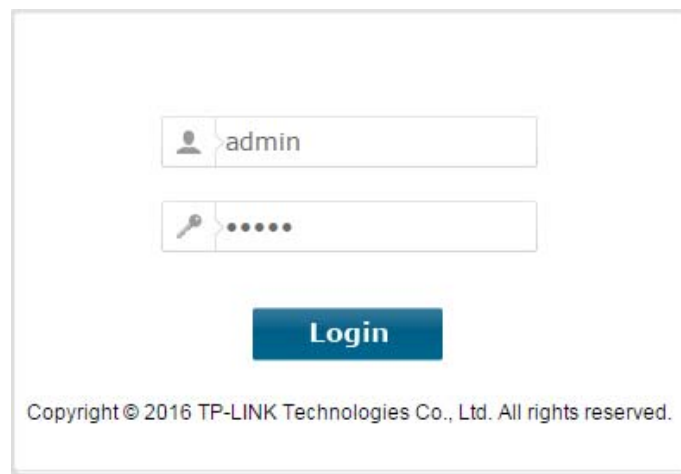 admin
•••••
Login
Copyright © 2016 TP-LINK Technologies Co., Ltd. All rights reserved.